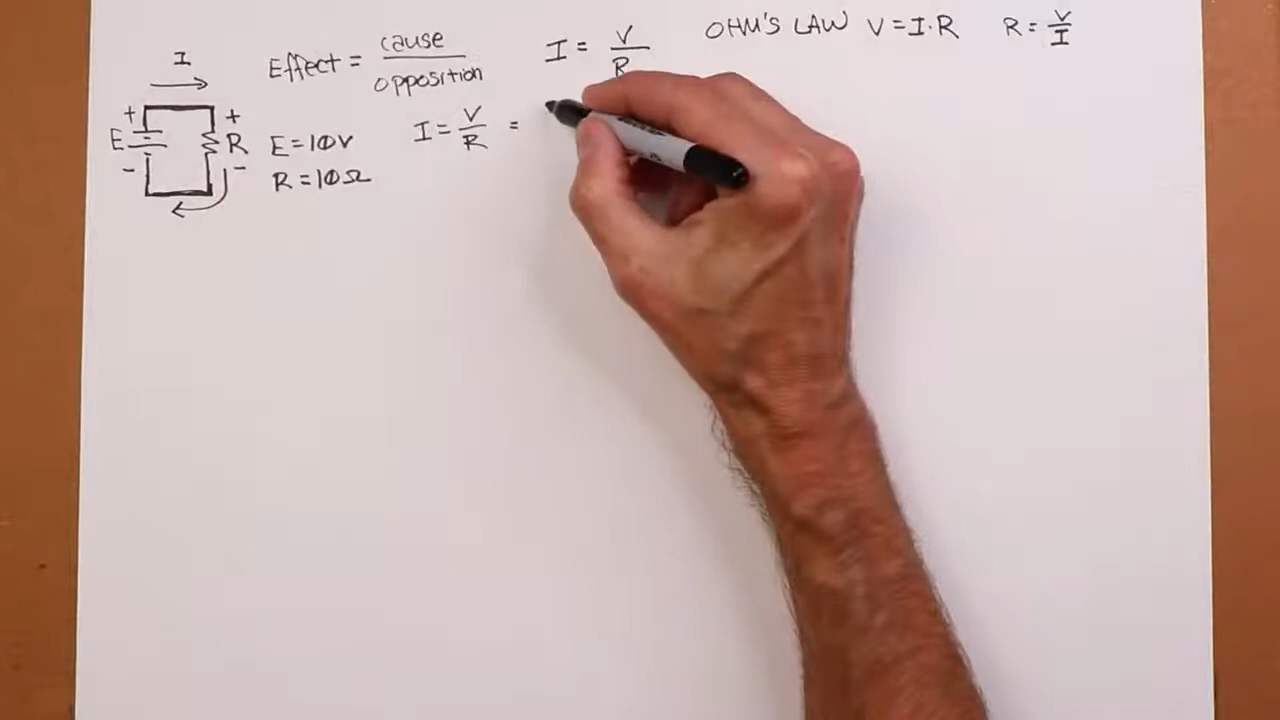 Effect = cause / opposition
I = V / R
OHM'S LAW V = I·R R = V / I
I
+ +
E R
- -
E = 10V
R = 10Ω
I = V / R =